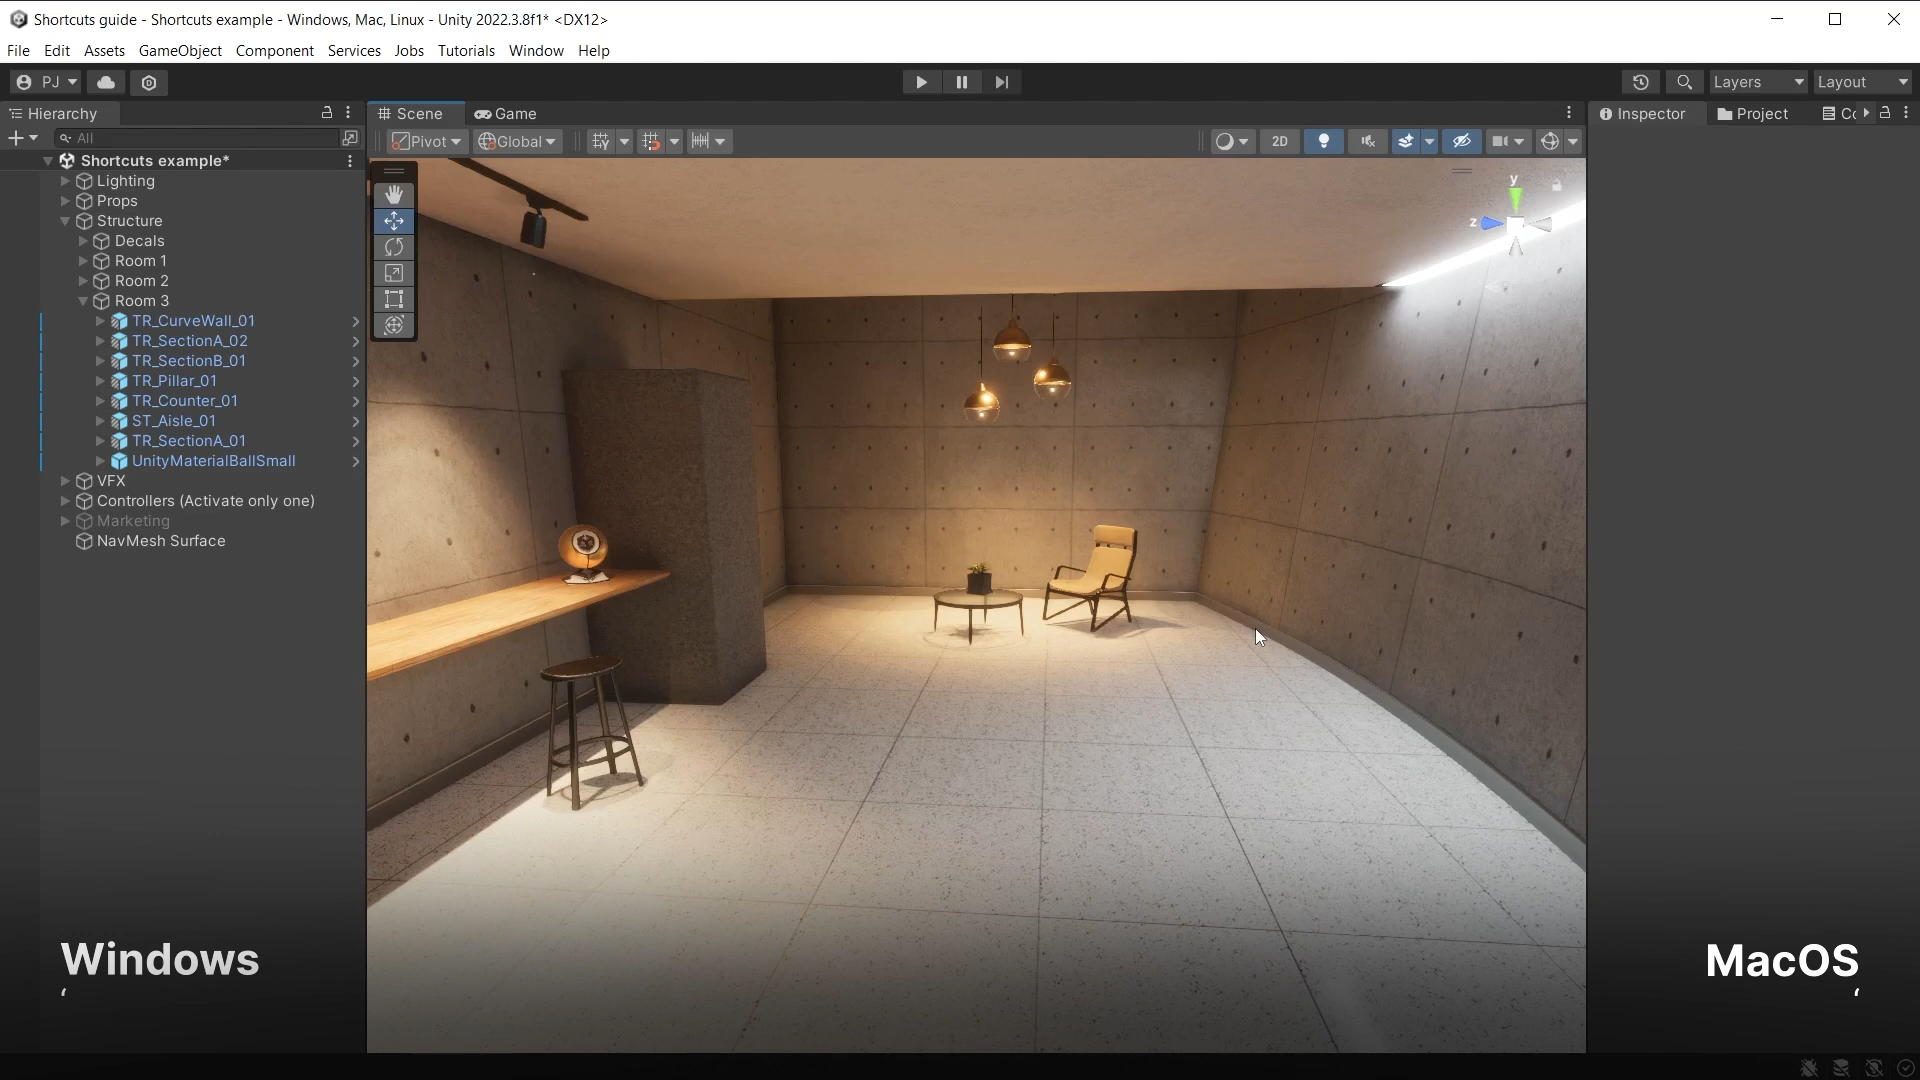 Shortcuts guide - Shortcuts example - Windows, Mac, Linux - Unity 2022.3.8f1* <DX12>
File Edit Assets GameObject Component Services Jobs Tutorials Window Help
PJ
Layers
Layout
Hierarchy
Scene
Game
Inspector
Project
Co
All
Pivot
Global
2D
Shortcuts example*
Lighting
Props
Structure
Decals
Room 1
Room 2
Room 3
TR_CurveWall_01
TR_SectionA_02
TR_SectionB_01
TR_Pillar_01
TR_Counter_01
ST_Aisle_01
TR_SectionA_01
UnityMaterialBallSmall
VFX
Controllers (Activate only one)
Marketing
NavMesh Surface
y
z
Windows
‘
MacOS
‘